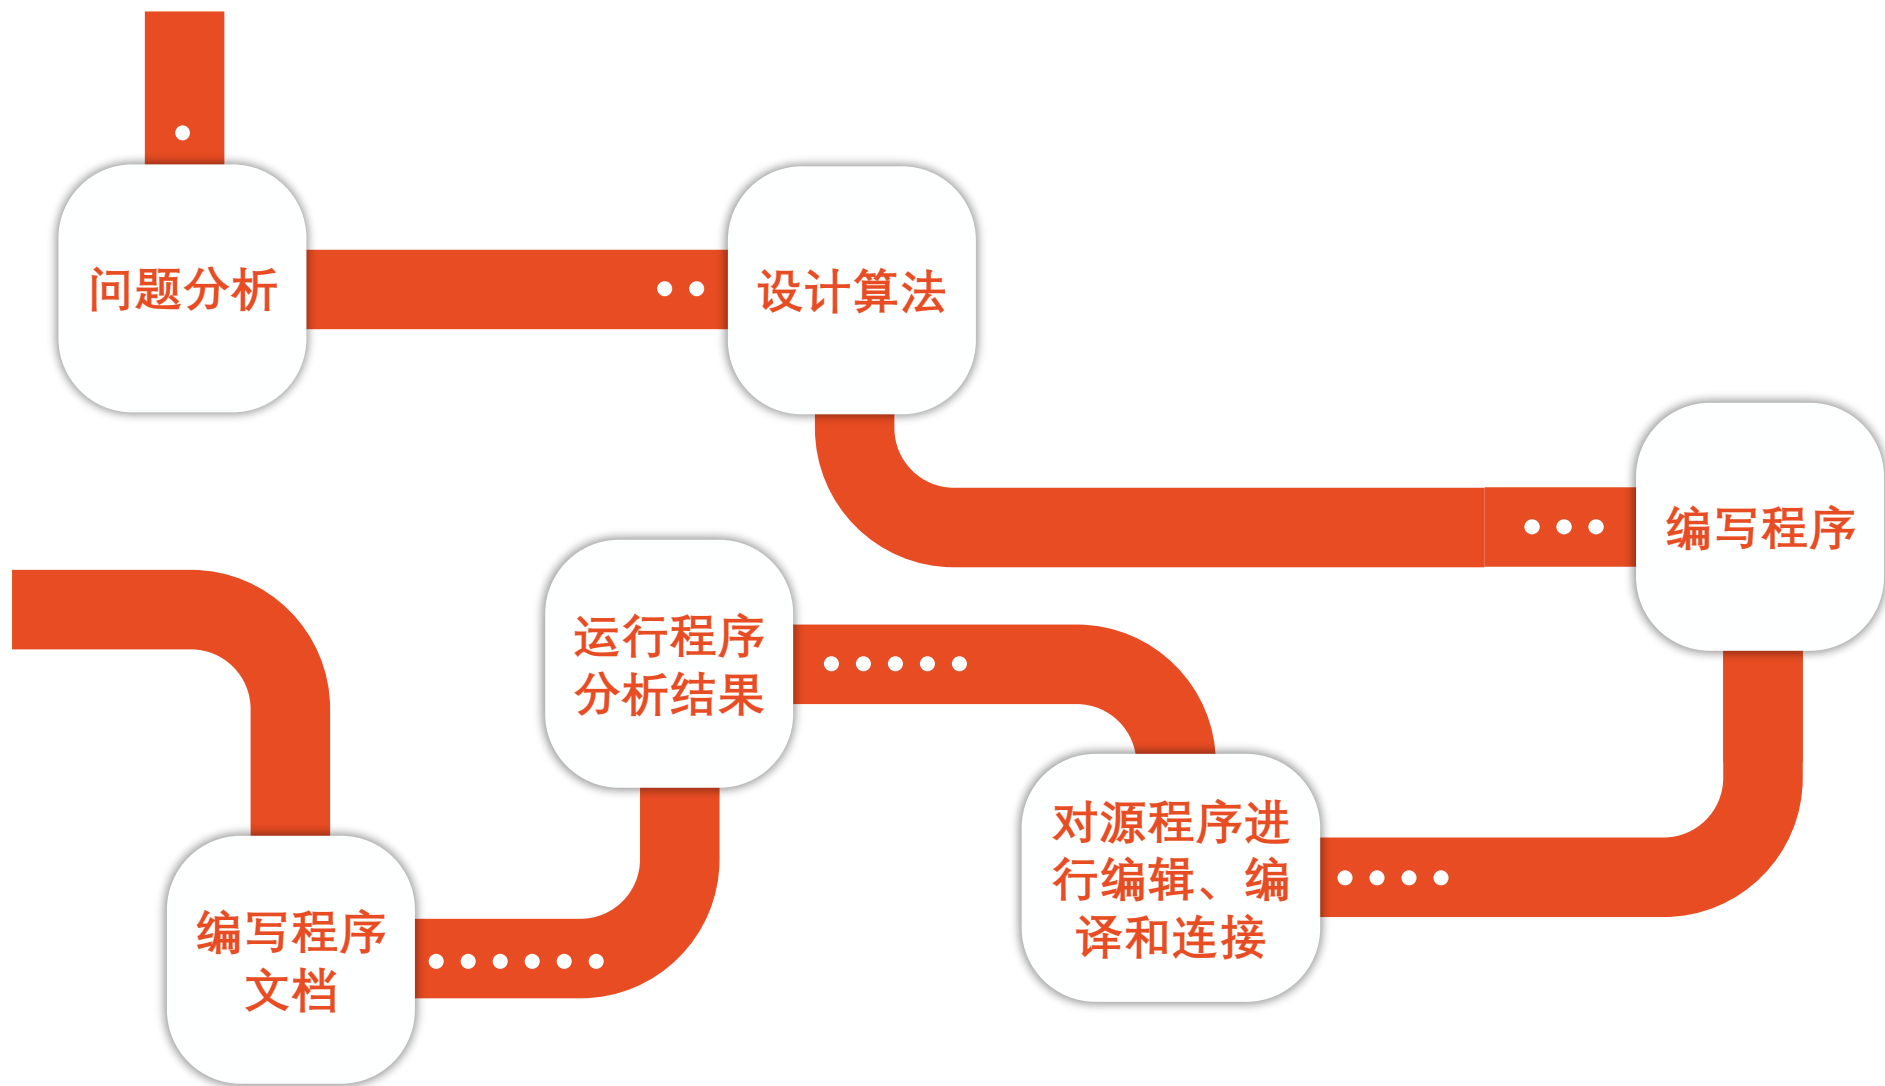 问题分析
设计算法
编写程序
对源程序进
行编辑、编
译和连接
运行程序
分析结果
编写程序
文档